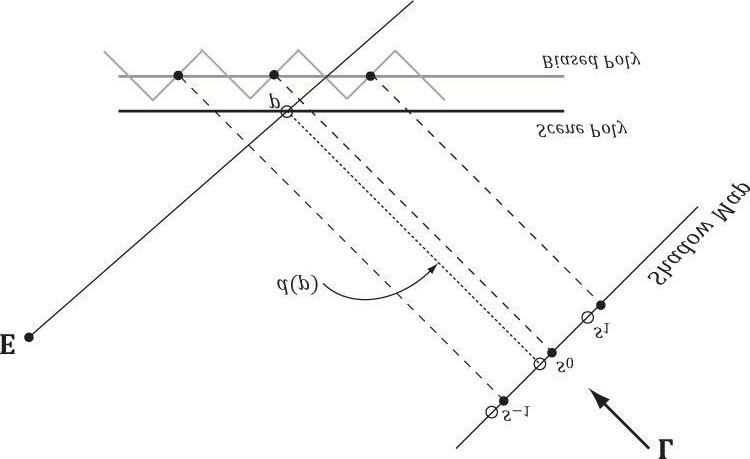 Biased Poly
p
Scene Poly
Shadow Map
d(p)
s1
E
s0
s-1
L